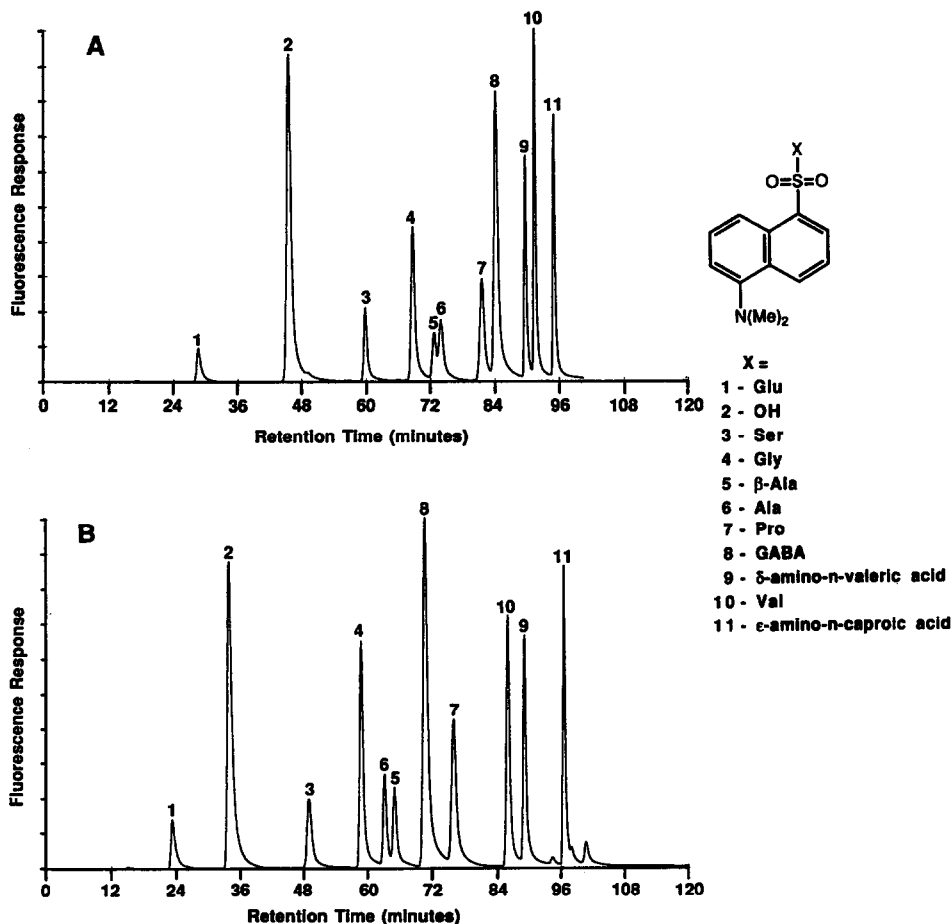 A
Fluorescence Response
1
2
3
4
5
6
7
8
9
10
11
0 12 24 36 48 60 72 84 96 108 120
Retention Time (minutes)
X
O=S=O
N(Me)₂
X =
1 - Glu
2 - OH
3 - Ser
4 - Gly
5 - β-Ala
6 - Ala
7 - Pro
8 - GABA
9 - δ-amino-n-valeric acid
10 - Val
11 - ε-amino-n-caproic acid
B
Fluorescence Response
1
2
3
4
6
5
8
7
10
9
11
0 12 24 36 48 60 72 84 96 108 120
Retention Time (minutes)